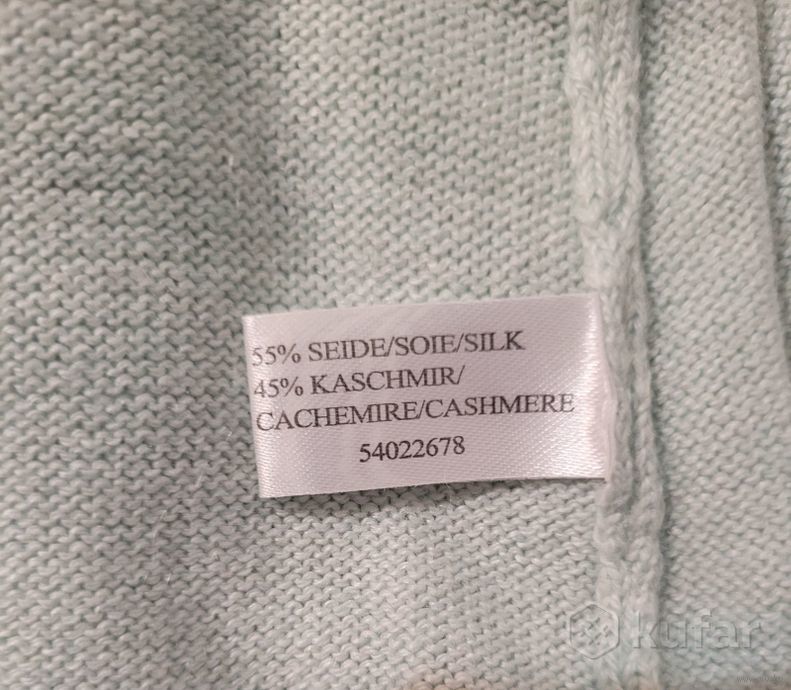 55% SEIDE/SOIE/SILK
45% KASCHMIR/
CACHEMIRE/CASHMERE
54022678
kufar